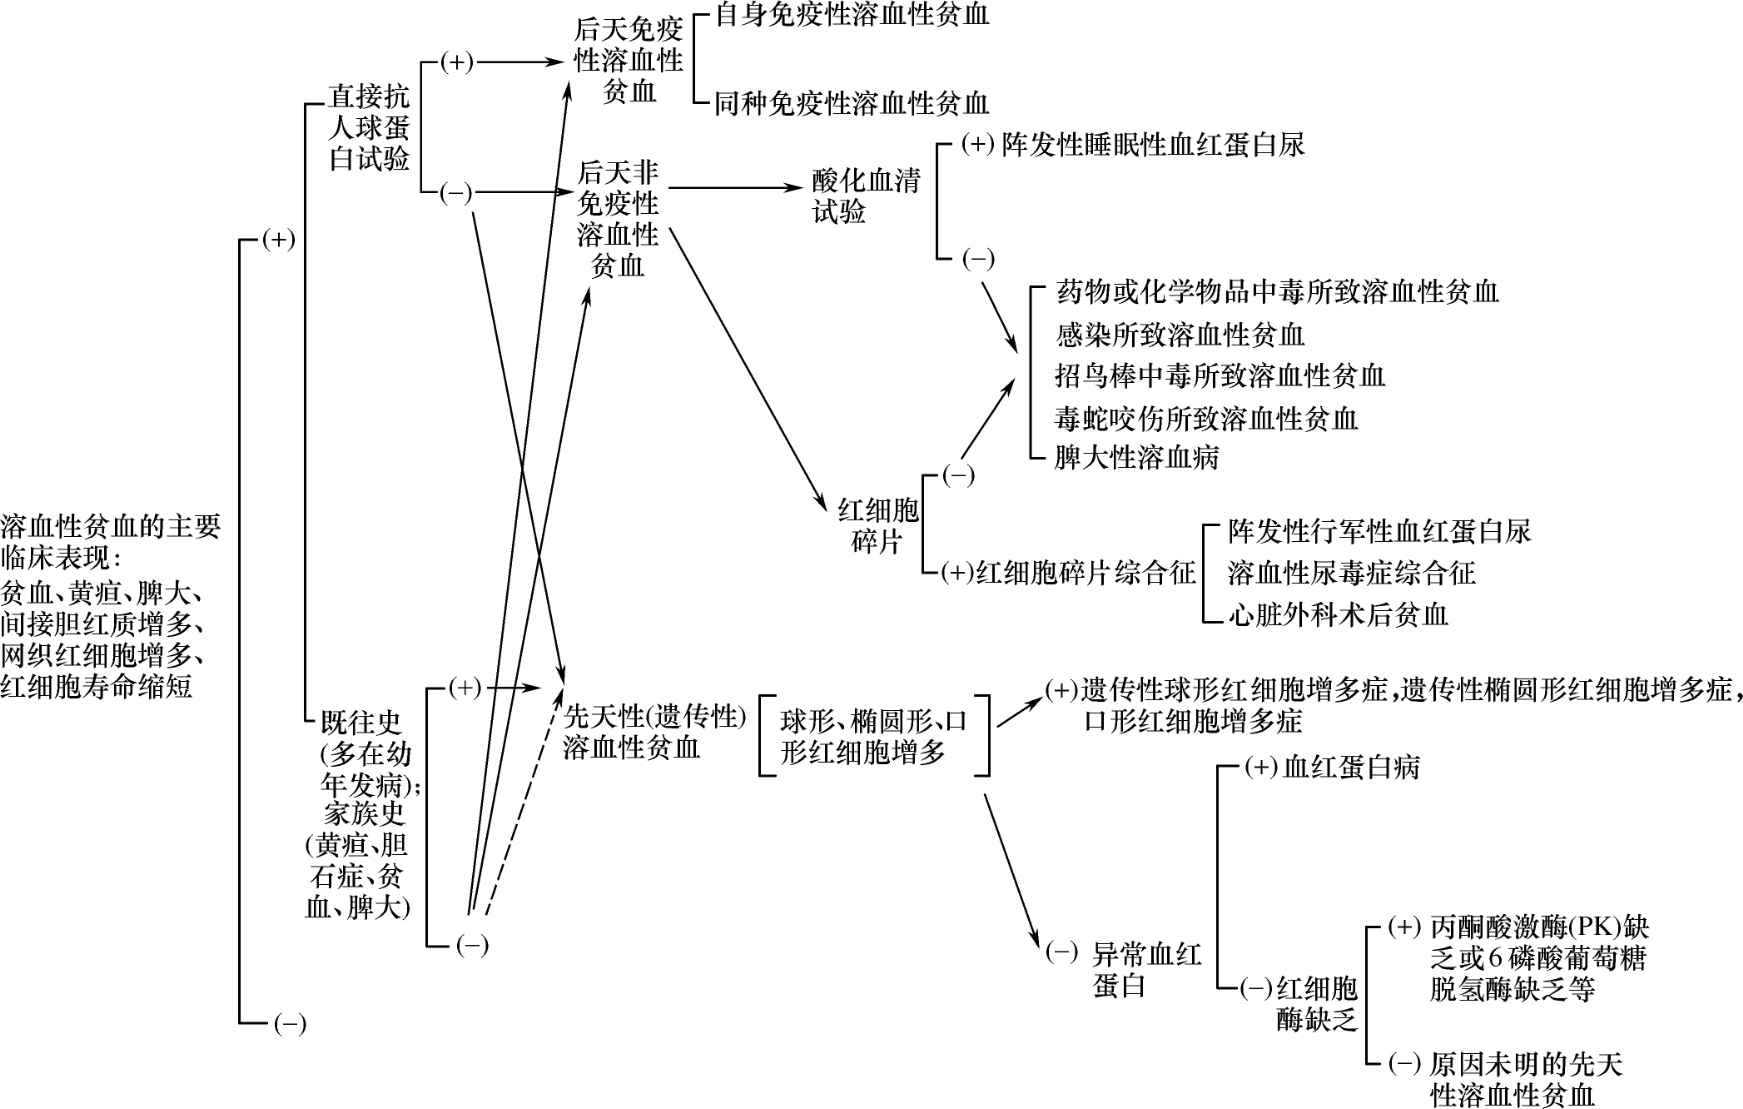 溶血性贫血的主要
临床表现：
贫血、黄疸、脾大、
间接胆红质增多、
网织红细胞增多、
红细胞寿命缩短
(+)
(−)
直接抗
人球蛋
白试验
(+)
(−)
既往史
(多在幼
年发病)；
家族史
(黄疸、胆
石症、贫
血、脾大)
(+)
(−)
后天免疫
性溶血性
贫血
自身免疫性溶血性贫血
同种免疫性溶血性贫血
后天非
免疫性
溶血性
贫血
酸化血清
试验
(+) 阵发性睡眠性血红蛋白尿
(−)
药物或化学物品中毒所致溶血性贫血
感染所致溶血性贫血
招鸟棒中毒所致溶血性贫血
毒蛇咬伤所致溶血性贫血
脾大性溶血病
红细胞
碎片
(−)
(+)红细胞碎片综合征
阵发性行军性血红蛋白尿
溶血性尿毒症综合征
心脏外科术后贫血
先天性(遗传性)
溶血性贫血
球形、椭圆形、口
形红细胞增多
(+)遗传性球形红细胞增多症,遗传性椭圆形红细胞增多症,
口形红细胞增多症
(−) 异常血红
蛋白
(+) 血红蛋白病
(−) 红细胞
酶缺乏
(+) 丙酮酸激酶(PK)缺
乏或6磷酸葡萄糖
脱氢酶缺乏等
(−) 原因未明的先天
性溶血性贫血